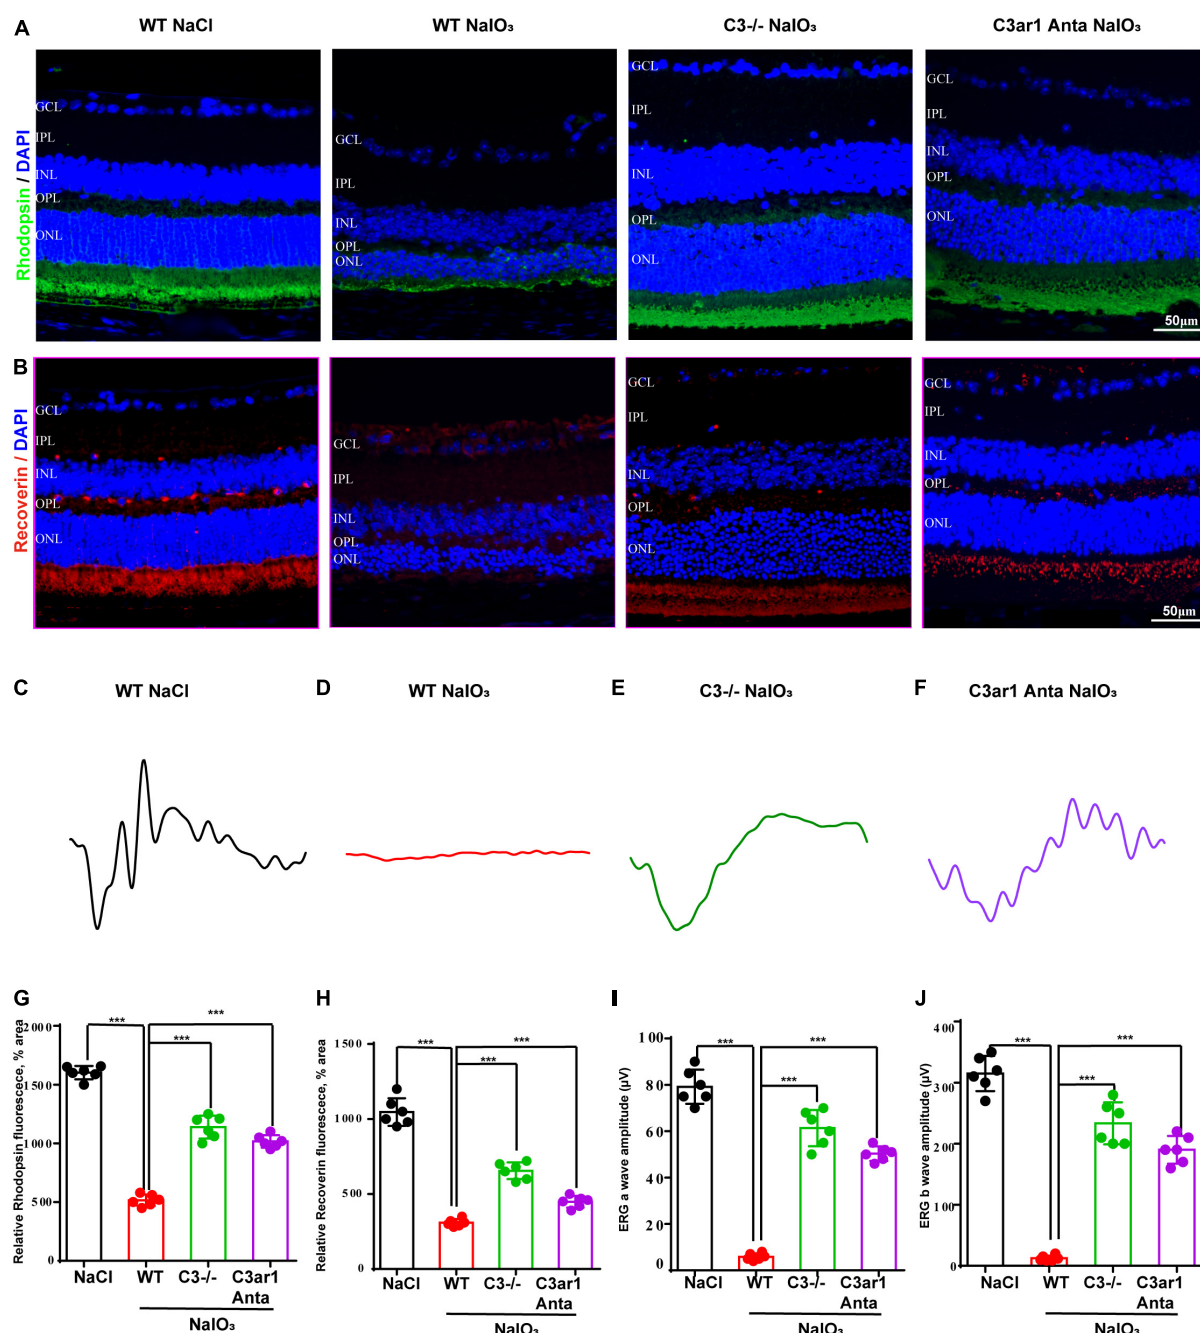 A
WT NaCl
WT NaIO₃
C3-/- NaIO₃
C3ar1 Anta NaIO₃
Rhodopsin / DAPI
GCL
IPL
INL
OPL
ONL
GCL
IPL
INL
OPL
ONL
GCL
IPL
INL
OPL
ONL
GCL
IPL
INL
OPL
ONL
50μm
B
Recoverin / DAPI
GCL
IPL
INL
OPL
ONL
GCL
IPL
INL
OPL
ONL
GCL
IPL
INL
OPL
ONL
GCL
IPL
INL
OPL
ONL
50μm
C
WT NaCl
D
WT NaIO₃
E
C3-/- NaIO₃
F
C3ar1 Anta NaIO₃
G
Relative Rhodopsin fluoresecce, % area
2000
1500
1000
500
0
***
***
***
NaCl
WT
C3-/-
C3ar1
Anta
NaIO₃
H
Relative Recoverin fluoresecce, % area
1500
1000
500
0
***
***
***
NaCl
WT
C3-/-
C3ar1
Anta
NaIO₃
I
ERG a wave amplitude (μV)
80
60
40
20
0
***
***
***
NaCl
WT
C3-/-
C3ar1
Anta
NaIO₃
J
ERG b wave amplitude (μV)
400
300
200
100
0
***
***
***
NaCl
WT
C3-/-
C3ar1
Anta
NaIO₃